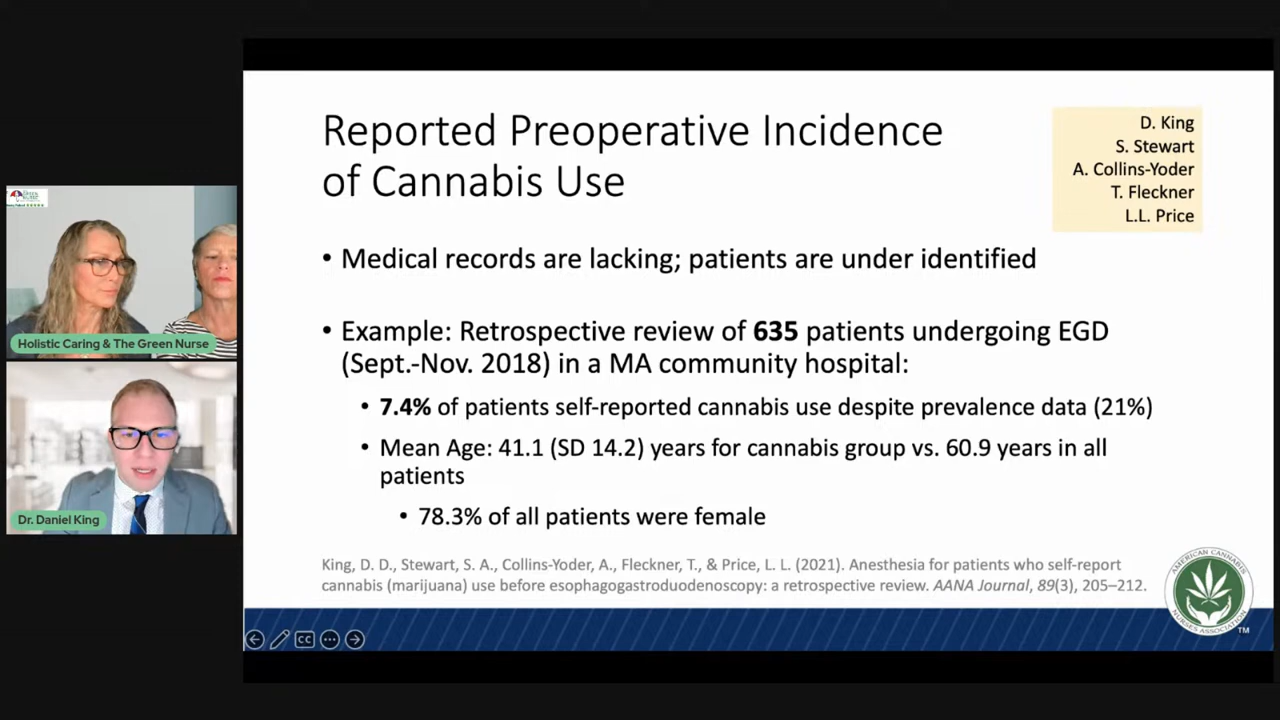 Reported Preoperative Incidence
of Cannabis Use
D. King
S. Stewart
A. Collins-Yoder
T. Fleckner
L.L. Price
• Medical records are lacking; patients are under identified
• Example: Retrospective review of 635 patients undergoing EGD
(Sept.-Nov. 2018) in a MA community hospital:
• 7.4% of patients self-reported cannabis use despite prevalence data (21%)
• Mean Age: 41.1 (SD 14.2) years for cannabis group vs. 60.9 years in all
patients
• 78.3% of all patients were female
King, D. D., Stewart, S. A., Collins-Yoder, A., Fleckner, T., & Price, L. L. (2021). Anesthesia for patients who self-report
cannabis (marijuana) use before esophagogastroduodenoscopy: a retrospective review. AANA Journal, 89(3), 205–212.
AMERICAN CANNABIS
NURSES ASSOCIATION
TM
CC
Holistic Caring & The Green Nurse
Dr. Daniel King